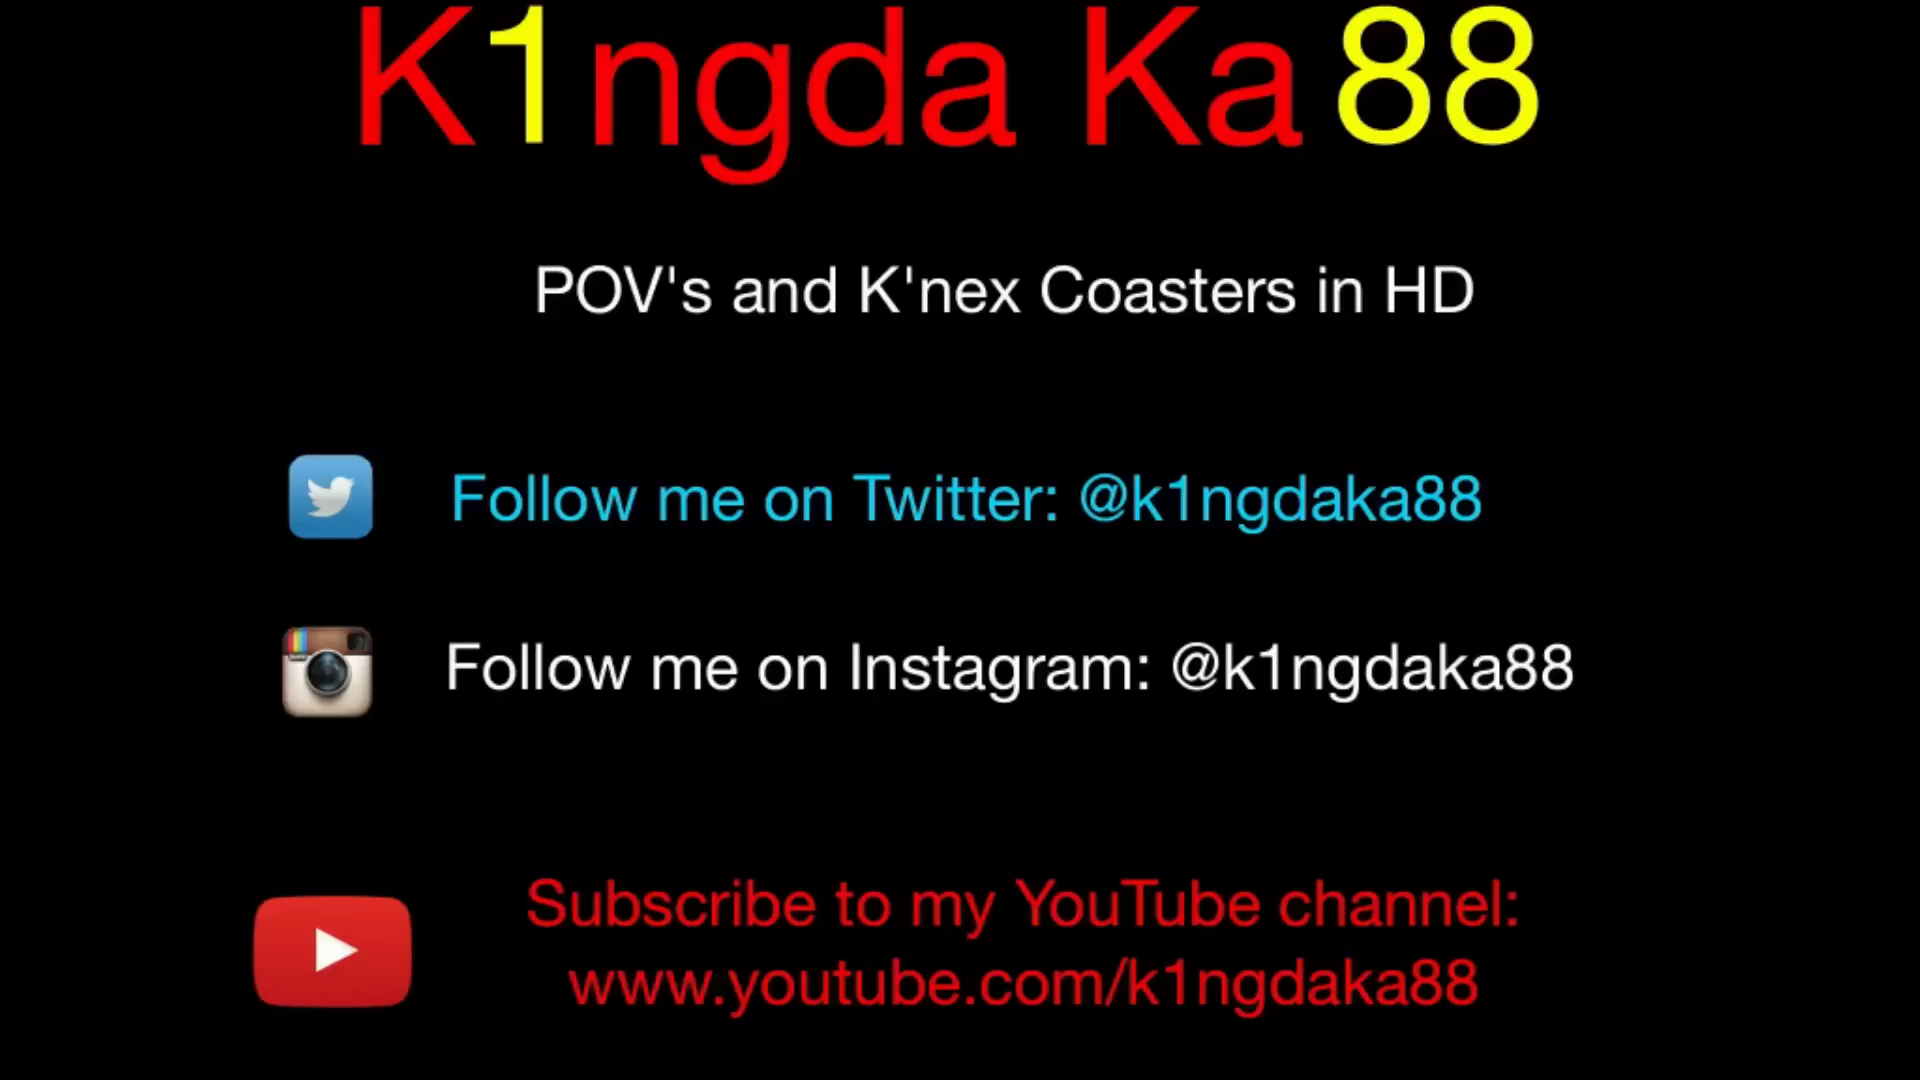 K1ngda Ka 88
POV's and K'nex Coasters in HD
Follow me on Twitter: @k1ngdaka88
Follow me on Instagram: @k1ngdaka88
Subscribe to my YouTube channel:
www.youtube.com/k1ngdaka88